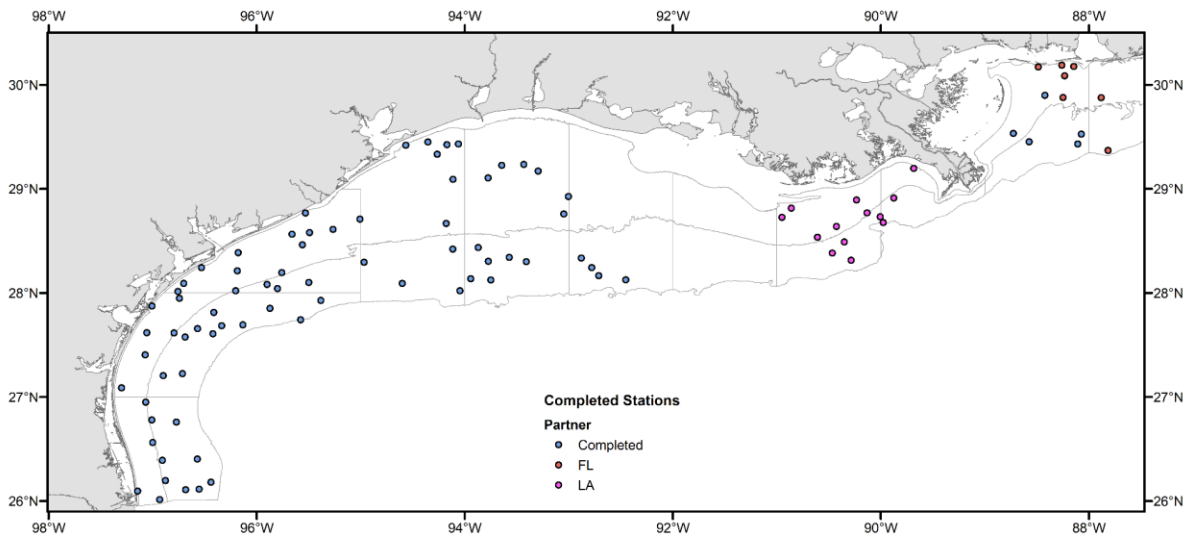 98°W 96°W 94°W 92°W 90°W 88°W
30°N 30°N
29°N 29°N
28°N 28°N
27°N 27°N
Completed Stations
Partner
Completed
FL
LA
26°N 26°N
98°W 96°W 94°W 92°W 90°W 88°W